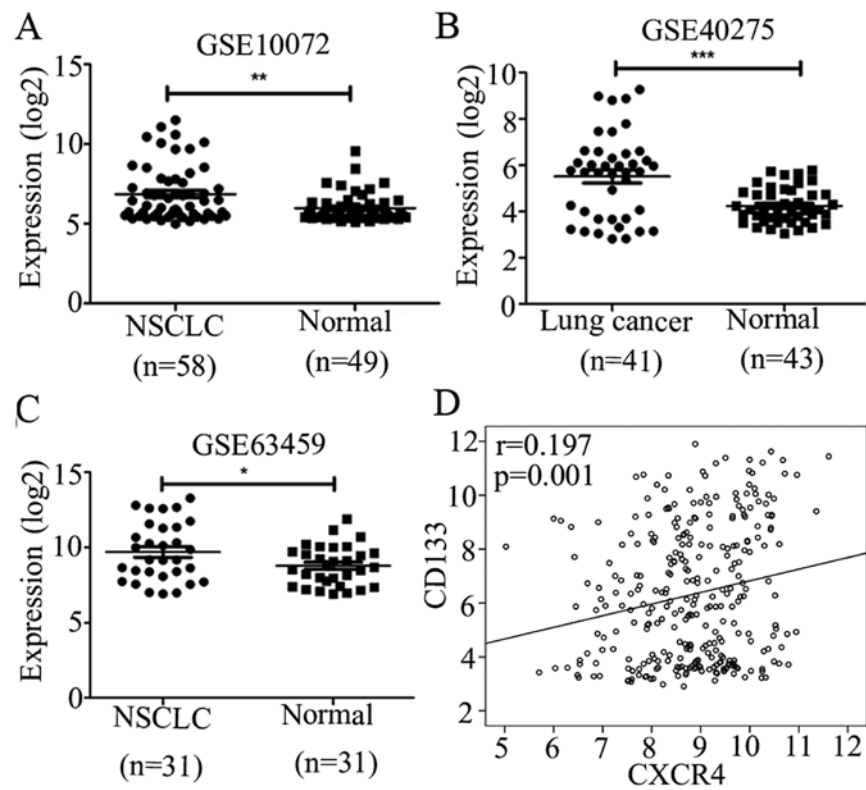 A
GSE10072
**
Expression (log2)
15
10
5
0
NSCLC
Normal
(n=58)
(n=49)
B
GSE40275
***
Expression (log2)
10
8
6
4
2
0
Lung cancer
Normal
(n=41)
(n=43)
C
GSE63459
*
Expression (log2)
15
10
5
0
NSCLC
Normal
(n=31)
(n=31)
D
r=0.197
p=0.001
CD133
12
10
8
6
4
2
5 6 7 8 9 10 11 12
CXCR4